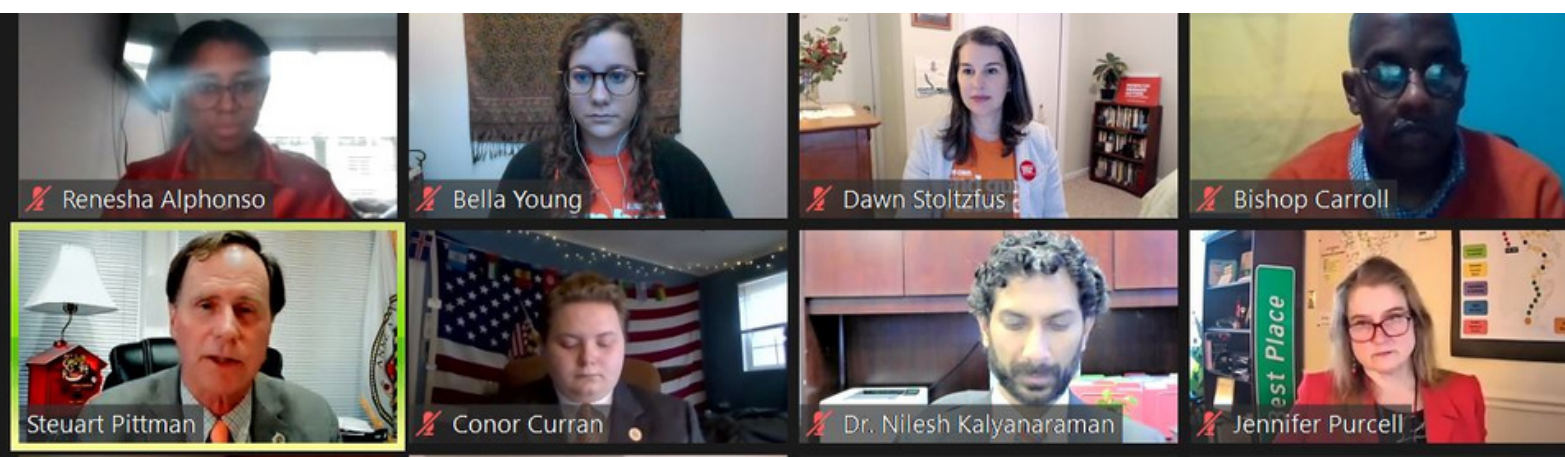 Renesha Alphonso
Bella Young
Dawn Stoltzfus
Bishop Carroll
Steuart Pittman
Conor Curran
Dr. Nilesh Kalyanaraman
Jennifer Purcell
est Place